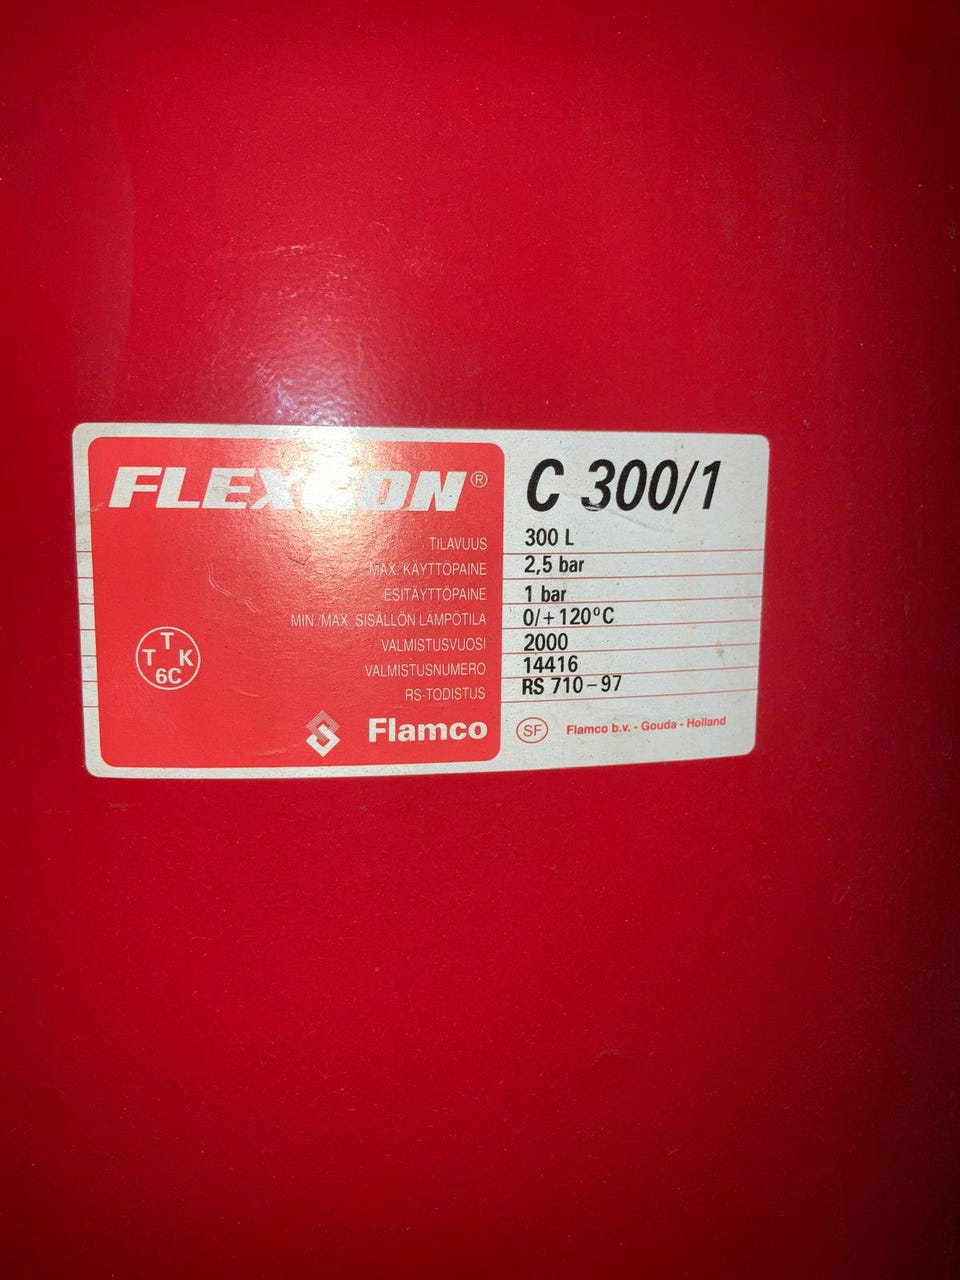 FLEXCON®
C 300/1
TILAVUUS 300 L
MAX. KÄYTTÖPAINE 2,5 bar
ESITÄYTTÖPAINE 1 bar
MIN./MAX. SISÄLLÖN LÄMPÖTILA 0/+120°C
VALMISTUSVUOSI 2000
VALMISTUSNUMERO 14416
RS-TODISTUS RS 710-97
T
T K
6C
Flamco
SF Flamco b.v. - Gouda - Holland